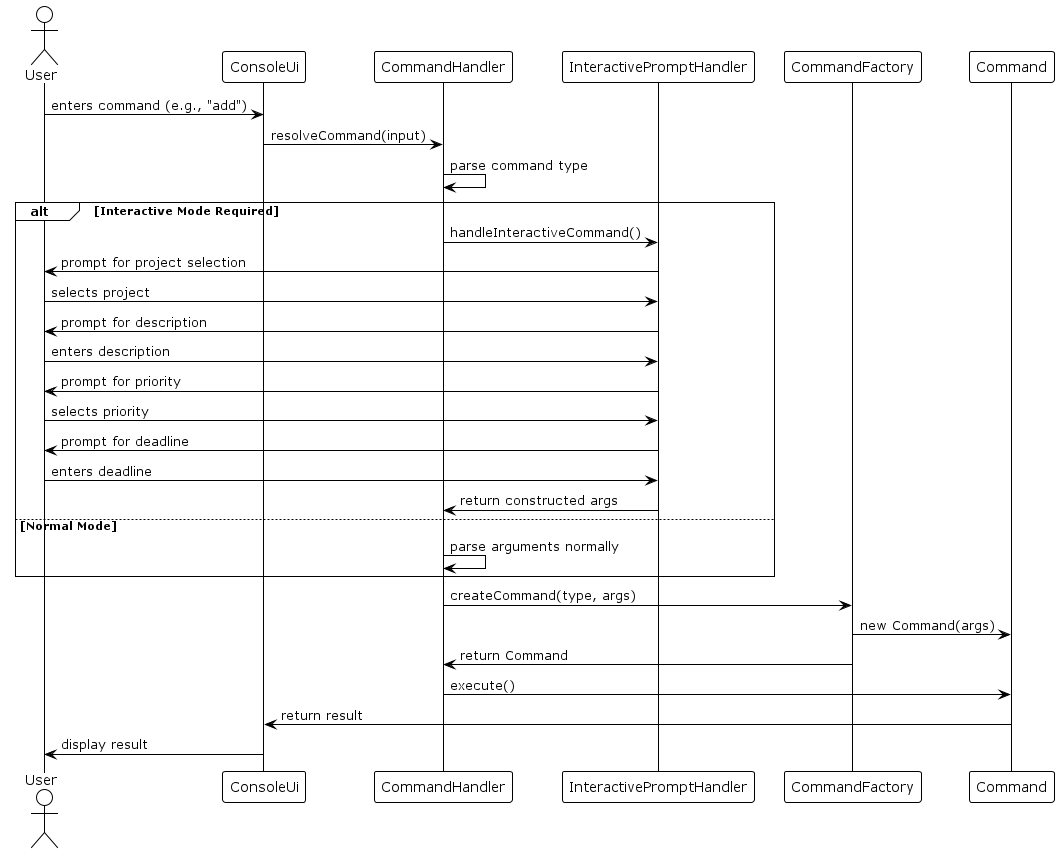 User
ConsoleUi
CommandHandler
InteractivePromptHandler
CommandFactory
Command
enters command (e.g., "add")
resolveCommand(input)
parse command type
alt
[Interactive Mode Required]
handleInteractiveCommand()
prompt for project selection
selects project
prompt for description
enters description
prompt for priority
selects priority
prompt for deadline
enters deadline
return constructed args
[Normal Mode]
parse arguments normally
createCommand(type, args)
new Command(args)
return Command
execute()
return result
display result
User
ConsoleUi
CommandHandler
InteractivePromptHandler
CommandFactory
Command